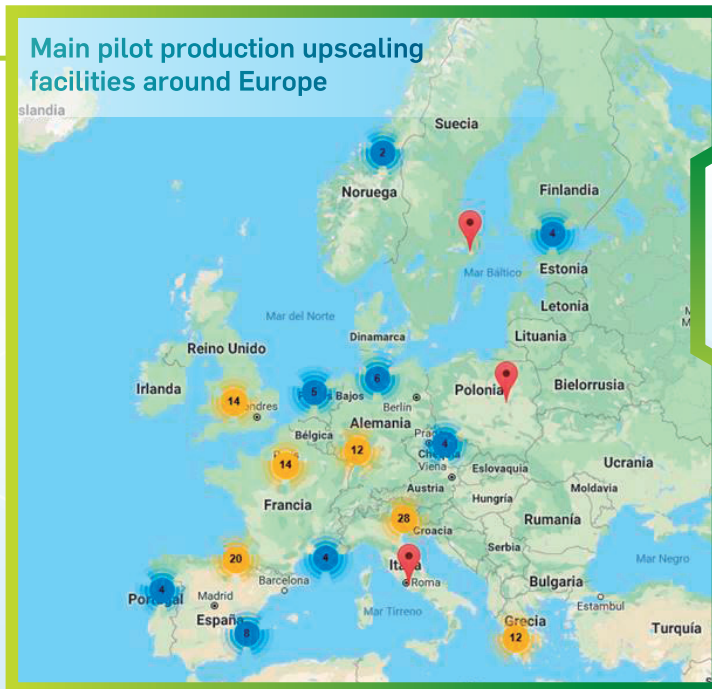 Main pilot production upscaling
facilities around Europe
slandia
Suecia
2
Noruega
Finlandia
4
Mar Báltico
Estonia
Letonia
Mar del Norte
Lituania
Dinamarca
Reino Unido
Irlanda
14
ndres
5
Bajos
6
Berlín
Polonia
Bielorrusia
Bélgica
Alemania
14
12
4
Viena
Eslovaquia
Ucrania
Moldavia
Austria
Hungría
Francia
28
Croacia
Rumanía
Serbia
20
4
Roma
Mar Negro
4
Madrid
Barcelona
Bulgaria
Estambul
España
8
Mar Tirreno
Grecia
12
Turquía